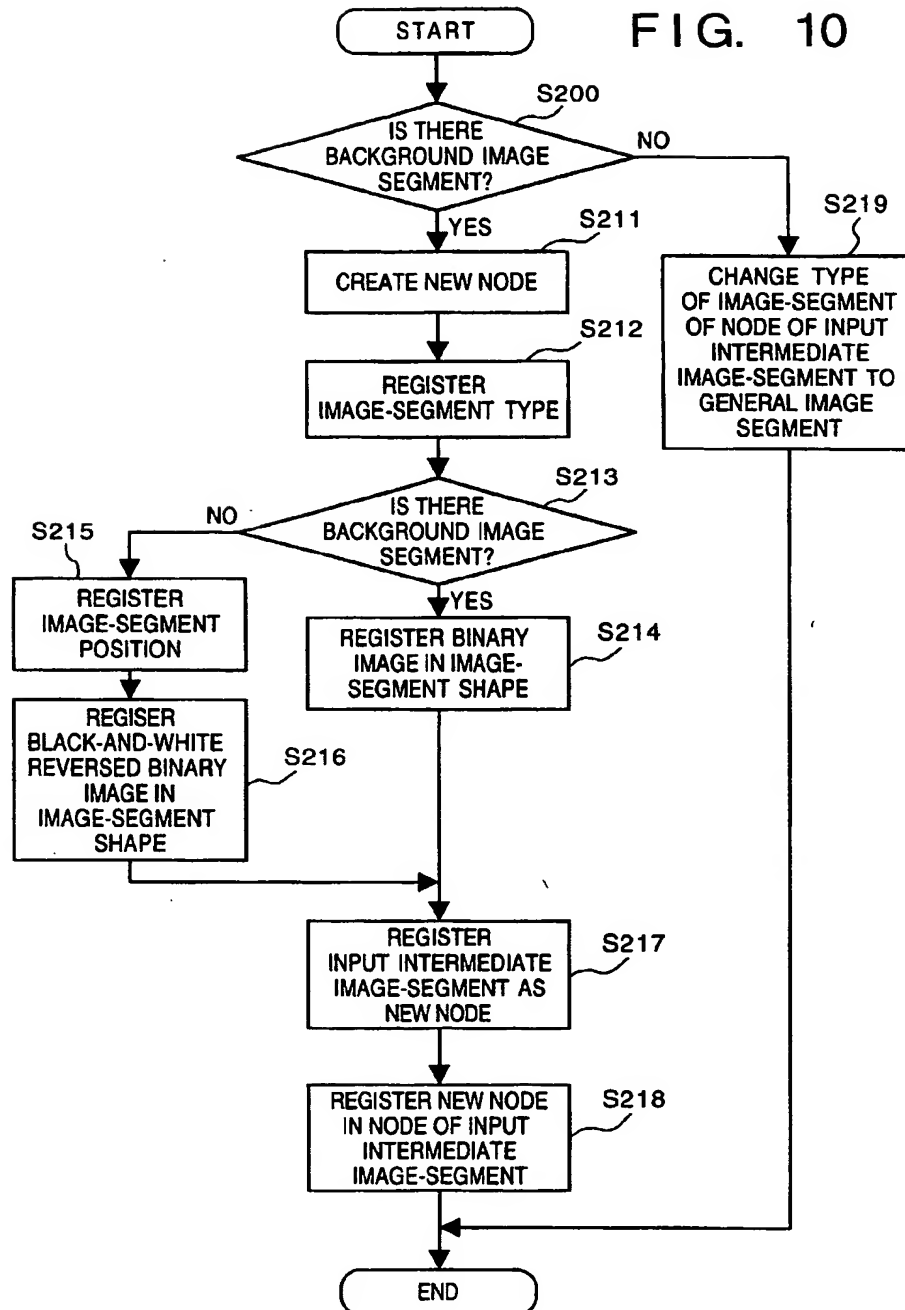 FIG. 10
START
S200
IS THERE
BACKGROUND IMAGE
SEGMENT?
NO
YES
S211
CREATE NEW NODE
S219
CHANGE TYPE
OF IMAGE-SEGMENT
OF NODE OF INPUT
INTERMEDIATE
IMAGE-SEGMENT TO
GENERAL IMAGE
SEGMENT
S212
REGISTER
IMAGE-SEGMENT TYPE
S213
IS THERE
BACKGROUND IMAGE
SEGMENT?
NO
YES
S215
REGISTER
IMAGE-SEGMENT
POSITION
S214
REGISTER BINARY
IMAGE IN IMAGE-
SEGMENT SHAPE
REGISER
BLACK-AND-WHITE
REVERSED BINARY
IMAGE IN
IMAGE-SEGMENT
SHAPE
S216
REGISTER
INPUT INTERMEDIATE
IMAGE-SEGMENT AS
NEW NODE
S217
REGISTER NEW NODE
IN NODE OF INPUT
INTERMEDIATE
IMAGE-SEGMENT
S218
END